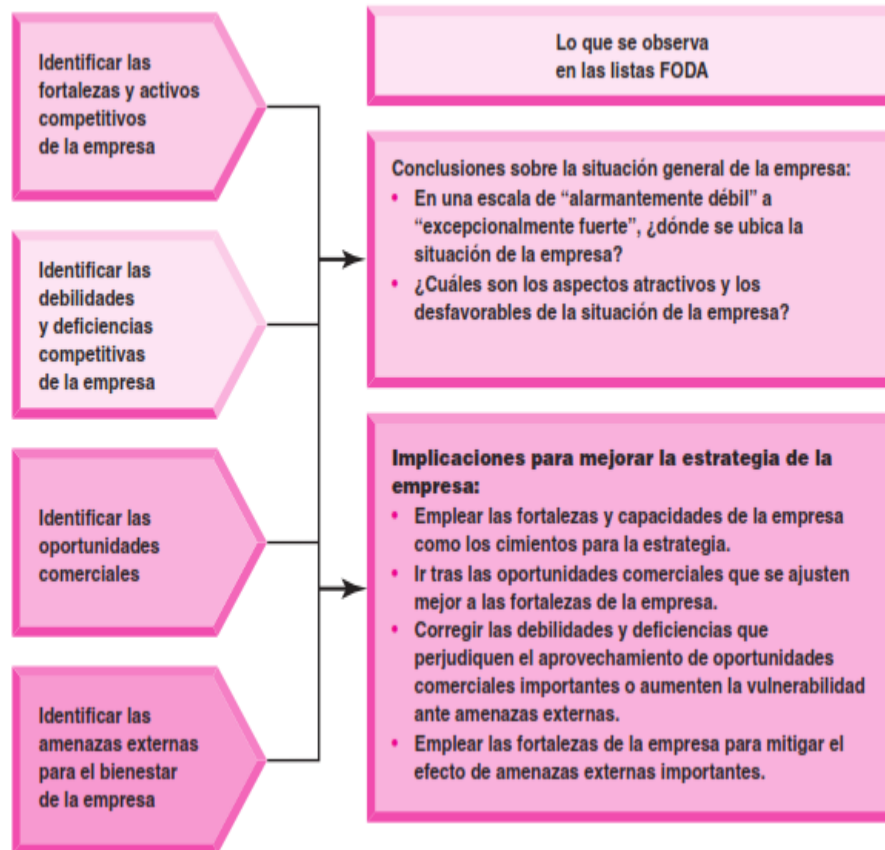 Identificar las
fortalezas y activos
competitivos
de la empresa
Identificar las
debilidades
y deficiencias
competitivas
de la empresa
Identificar las
oportunidades
comerciales
Identificar las
amenazas externas
para el bienestar
de la empresa
Lo que se observa
en las listas FODA
Conclusiones sobre la situación general de la empresa:
• En una escala de “alarmantemente débil” a
“excepcionalmente fuerte”, ¿dónde se ubica la
situación de la empresa?
• ¿Cuáles son los aspectos atractivos y los
desfavorables de la situación de la empresa?
Implicaciones para mejorar la estrategia de la
empresa:
• Emplear las fortalezas y capacidades de la empresa
como los cimientos para la estrategia.
• Ir tras las oportunidades comerciales que se ajusten
mejor a las fortalezas de la empresa.
• Corregir las debilidades y deficiencias que
perjudiquen el aprovechamiento de oportunidades
comerciales importantes o aumenten la vulnerabilidad
ante amenazas externas.
• Emplear las fortalezas de la empresa para mitigar el
efecto de amenazas externas importantes.